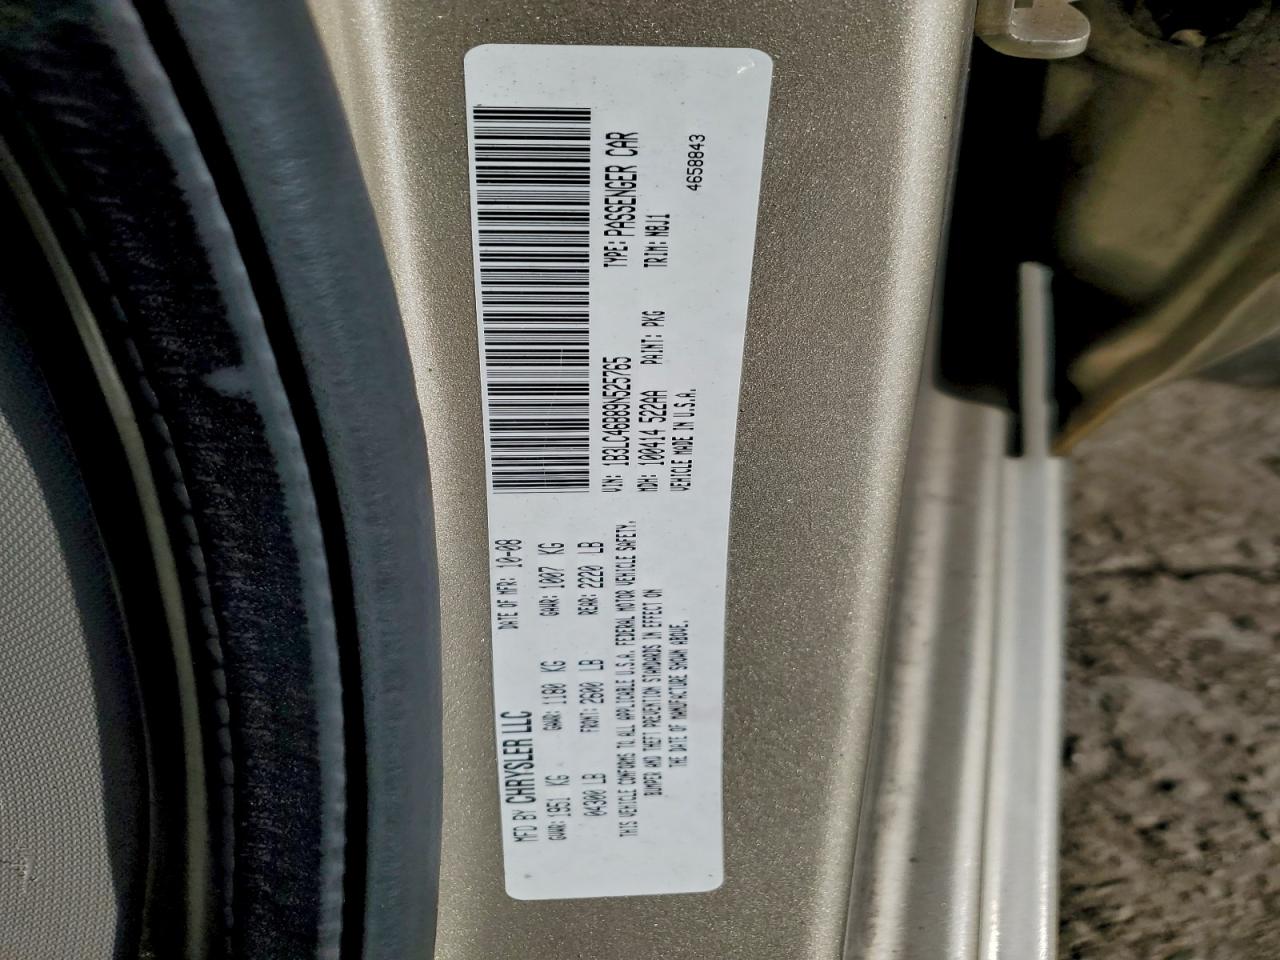 MFD BY CHRYSLER LLC DATE OF MFR: 10-08
GVWR: 1951 KG GAWR: 1180 KG GAWR: 1007 KG
04300 LB FRONT: 2600 LB REAR: 2220 LB
THIS VEHICLE CONFORMS TO ALL APPLICABLE U.S.A. FEDERAL MOTOR VEHICLE SAFETY,
BUMPER AND THEFT PREVENTION STANDARDS IN EFFECT ON
THE DATE OF MANUFACTURE SHOWN ABOVE.
VIN: 1B3LC46B89N525765 TYPE: PASSENGER CAR
MDH: 100414 522AA PAINT: PKG TRIM: MBJ1
VEHICLE MADE IN U.S.A.
4658843